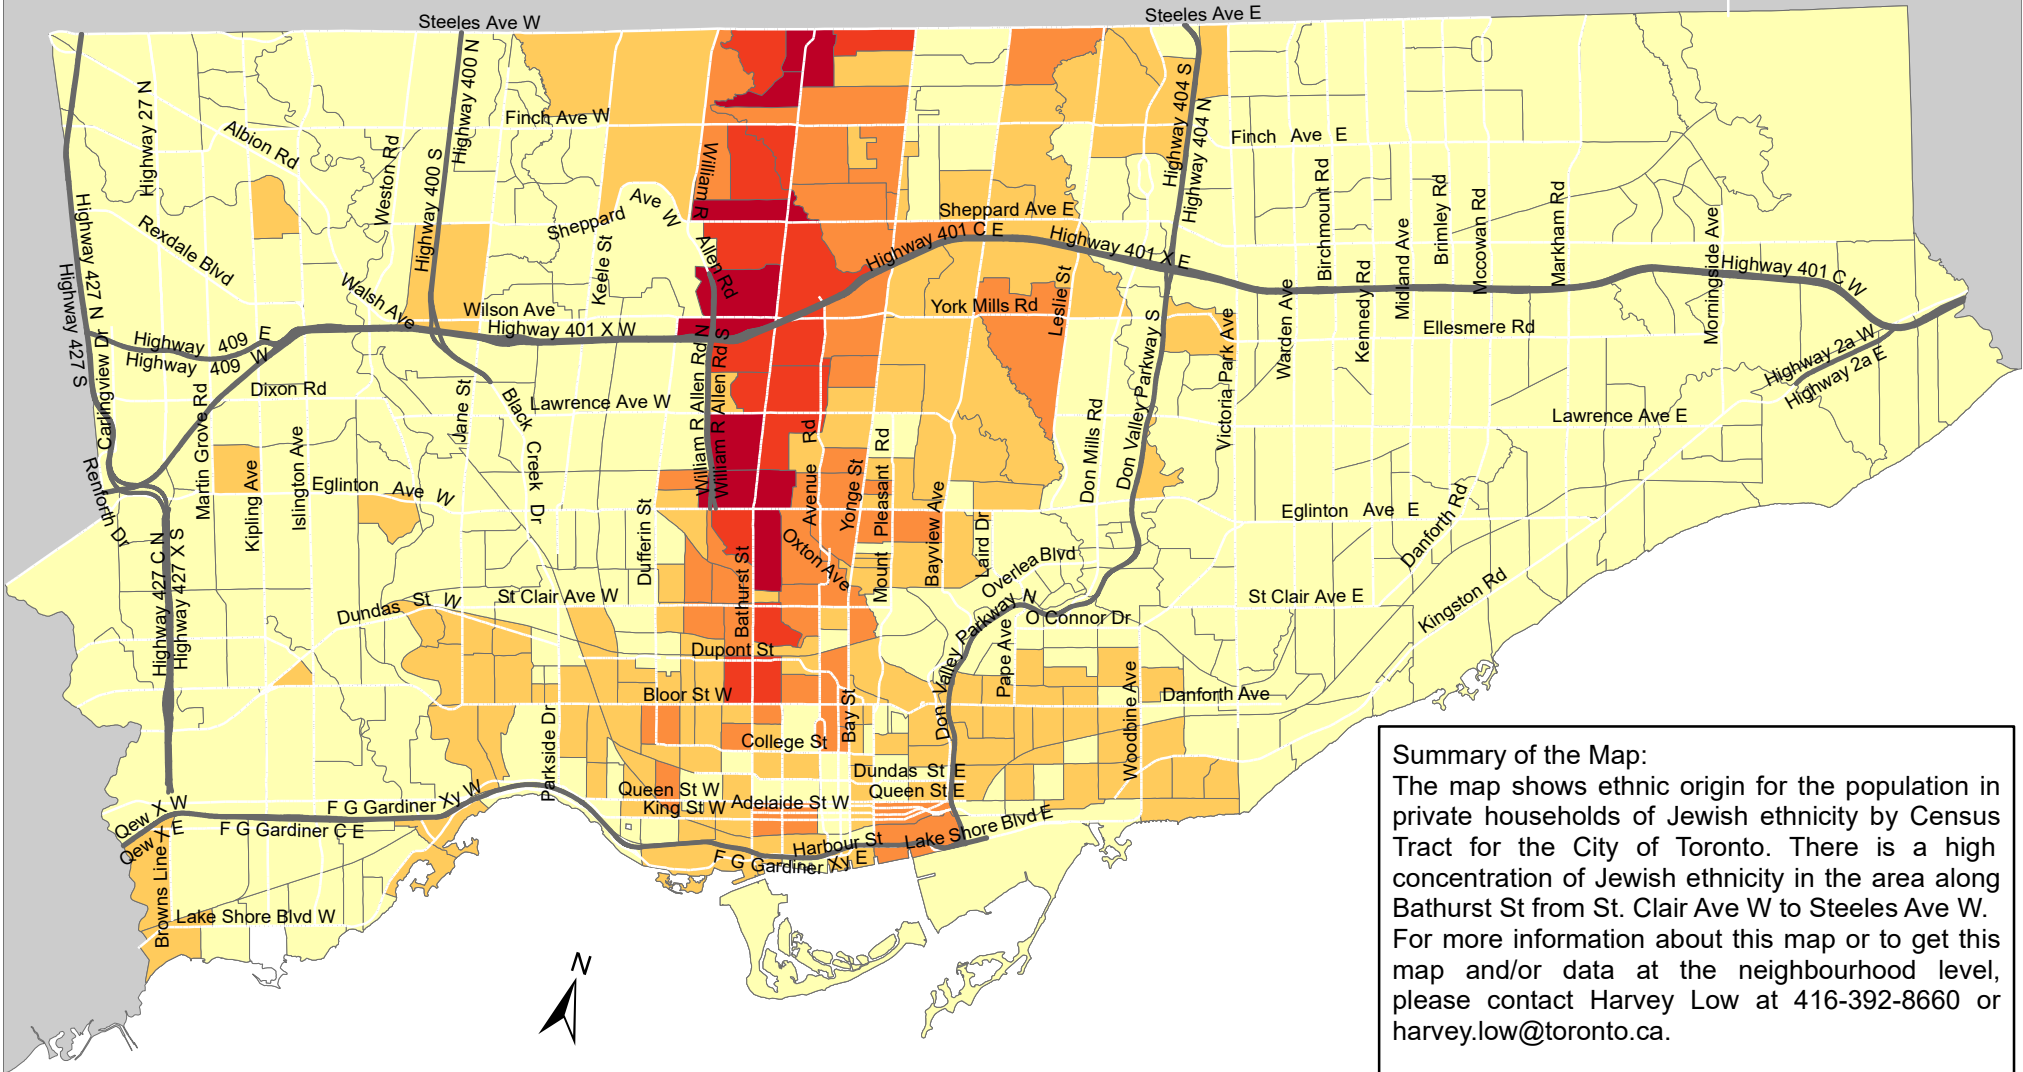 Steeles Ave W
Steeles Ave E
Highway 27 N
Albion Rd
Weston Rd
Highway 400 N
Highway 400 S
Finch Ave W
William R
Allen Rd
Highway 404 S
Highway 404 N
Finch Ave E
Highway 427 N
Highway 427 S
Rexdale Blvd
Sheppard Ave W
Keele St
Sheppard Ave E
Highway 401 C E
Highway 401 X E
Leslie St
Birchmount Rd
Kennedy Rd
Midland Ave
Brimley Rd
Mccowan Rd
Markham Rd
Morningside Ave
Highway 401 C W
Walsh Ave
Wilson Ave
Highway 401 X W
York Mills Rd
Warden Ave
Ellesmere Rd
Highway 2a W
Highway 2a E
Highway 409 E
Highway 409 W
Carlingview Dr
Martin Grove Rd
Dixon Rd
Jane St
Black Creek Dr
Lawrence Ave W
William R Allen Rd N
William R Allen Rd S
Don Mills Rd
Don Valley Parkway S
Victoria Park Ave
Lawrence Ave E
Renforth Dr
Kipling Ave
Islington Ave
Eglinton Ave W
Dufferin St
Avenue Rd
Yonge St
Mount Pleasant Rd
Bayview Ave
Laird Dr
Eglinton Ave E
Danforth Rd
Highway 427 C N
Highway 427 X S
Bathurst St
Oxton Ave
Overlea Blvd
Dundas St W
St Clair Ave W
St Clair Ave E
Kingston Rd
Don Valley Parkway N
O Connor Dr
Pape Ave
Dupont St
Bloor St W
Bay St
Woodbine Ave
Danforth Ave
Parkside Dr
College St
Dundas St E
Queen St W
Queen St E
King St W
Adelaide St W
Qew X W
Qew X E
F G Gardiner Xy W
F G Gardiner C E
Harbour St
Lake Shore Blvd E
F G Gardiner Xy E
Browns Line
Lake Shore Blvd W
N
Summary of the Map:
The map shows ethnic origin for the population in
private households of Jewish ethnicity by Census
Tract for the City of Toronto. There is a high
concentration of Jewish ethnicity in the area along
Bathurst St from St. Clair Ave W to Steeles Ave W.
For more information about this map or to get this
map and/or data at the neighbourhood level,
please contact Harvey Low at 416-392-8660 or
harvey.low@toronto.ca.